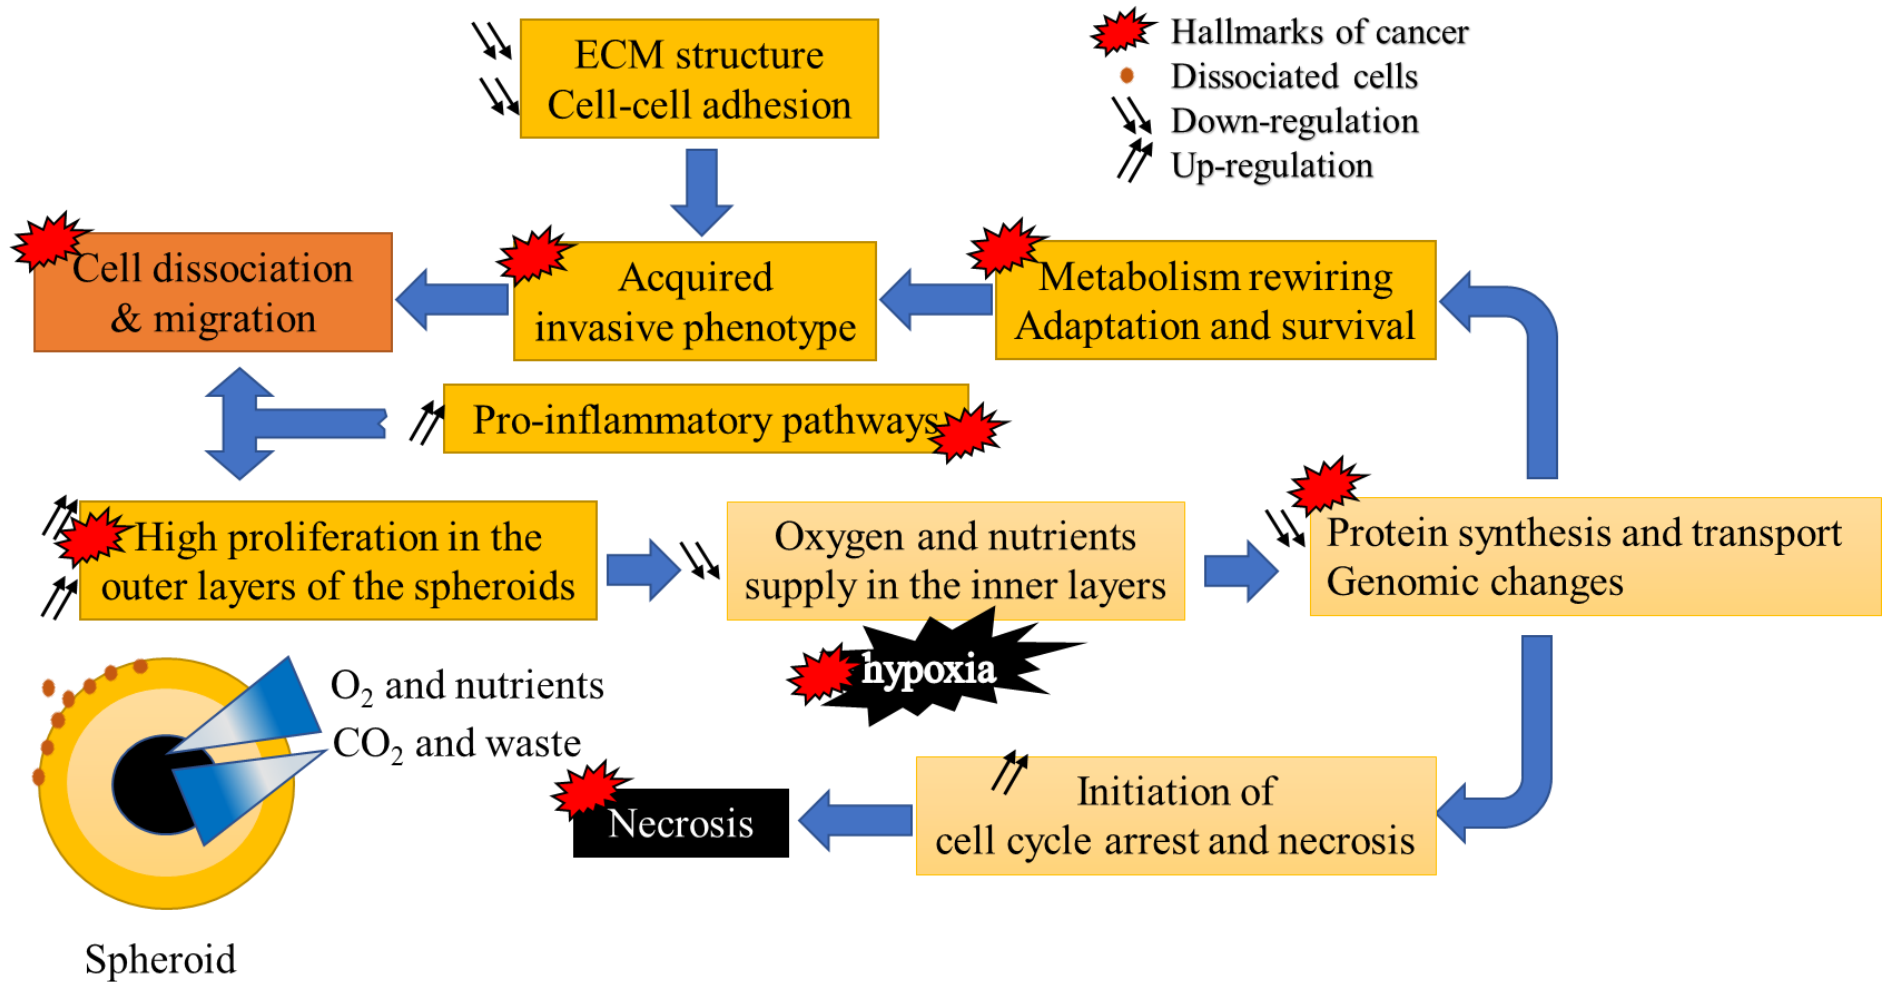 ECM structure
Cell-cell adhesion
Hallmarks of cancer
Dissociated cells
Down-regulation
Up-regulation
Cell dissociation
& migration
Acquired
invasive phenotype
Metabolism rewiring
Adaptation and survival
Pro-inflammatory pathways
High proliferation in the
outer layers of the spheroids
Oxygen and nutrients
supply in the inner layers
hypoxia
Protein synthesis and transport
Genomic changes
O₂ and nutrients
CO₂ and waste
Necrosis
Initiation of
cell cycle arrest and necrosis
Spheroid